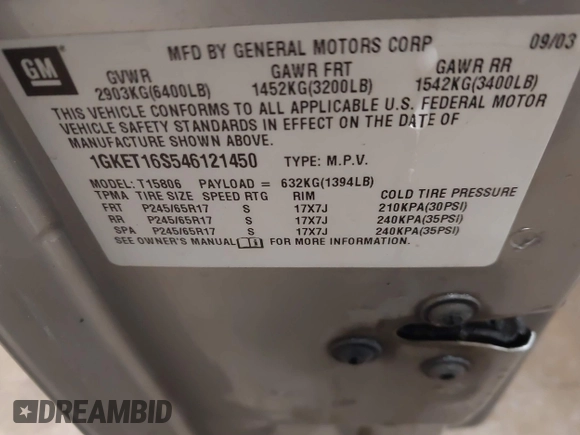 GM
MFD BY GENERAL MOTORS CORP 09/03
GVWR GAWR FRT GAWR RR
2903KG(6400LB) 1452KG(3200LB) 1542KG(3400LB)
THIS VEHICLE CONFORMS TO ALL APPLICABLE U.S. FEDERAL MOTOR
VEHICLE SAFETY STANDARDS IN EFFECT ON THE DATE OF
MANUFACTURE SHOWN ABOVE.
1GKET16S546121450 TYPE: M.P.V.
MODEL: T15806 PAYLOAD = 632KG(1394LB)
TPMA TIRE SIZE SPEED RTG RIM COLD TIRE PRESSURE
FRT P245/65R17 S 17X7J 210KPA(30PSI)
RR P245/65R17 S 17X7J 240KPA(35PSI)
SPA P245/65R17 S 17X7J 240KPA(35PSI)
SEE OWNER'S MANUAL FOR MORE INFORMATION.
DREAMBID